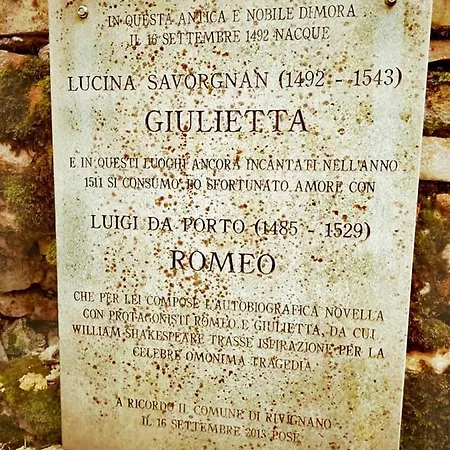 IN QUESTA ANTICA E NOBILE DIMORA
IL 16 SETTEMBRE 1492 NACQUE
LUCINA SAVORGNAN (1492 - 1543)
GIULIETTA
E IN QUESTI LUOGHI ANCORA INCANTATI NELL'ANNO
1511 SI CONSUMO' LO SFORTUNATO AMORE CON
LUIGI DA PORTO (1485 - 1529)
ROMEO
CHE PER LEI COMPOSE L'AUTOBIOGRAFICA NOVELLA
CON PROTAGONISTI ROMEO E GIULIETTA, DA CUI
WILLIAM SHAKESPEARE TRASSE ISPIRAZIONE PER LA
CELEBRE OMONIMA TRAGEDIA
A RICORDO IL COMUNE DI RIVIGNANO
IL 16 SETTEMBRE 2013 POSE